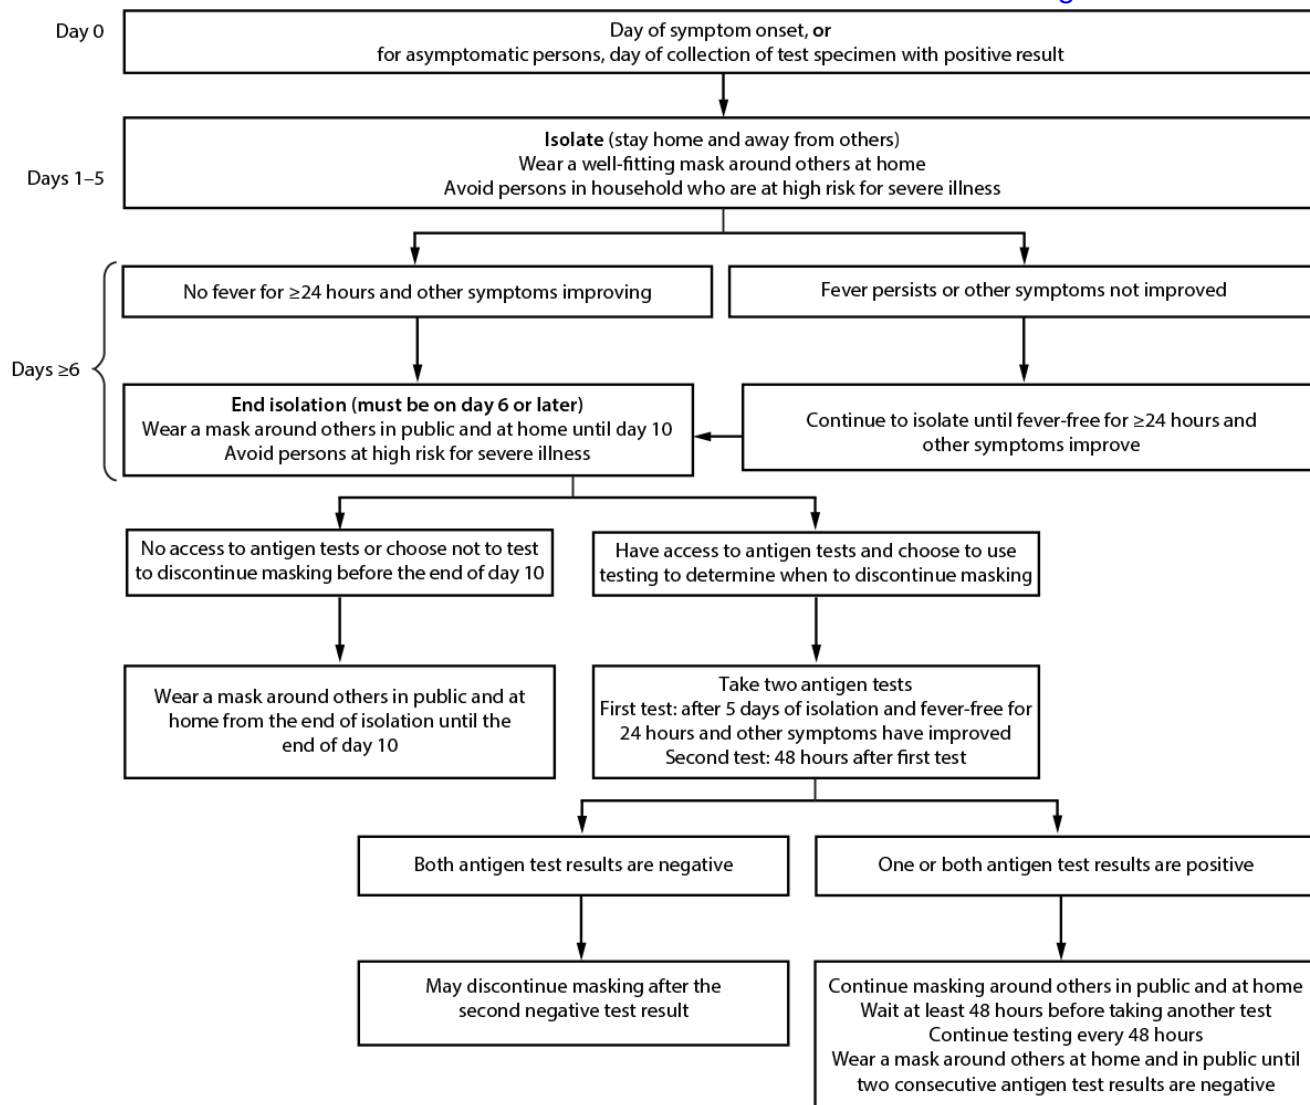 Day 0
Day of symptom onset, or
for asymptomatic persons, day of collection of test specimen with positive result
Days 1–5
Isolate (stay home and away from others)
Wear a well-fitting mask around others at home
Avoid persons in household who are at high risk for severe illness
Days ≥6
No fever for ≥24 hours and other symptoms improving
Fever persists or other symptoms not improved
End isolation (must be on day 6 or later)
Wear a mask around others in public and at home until day 10
Avoid persons at high risk for severe illness
Continue to isolate until fever-free for ≥24 hours and
other symptoms improve
No access to antigen tests or choose not to test
to discontinue masking before the end of day 10
Have access to antigen tests and choose to use
testing to determine when to discontinue masking
Wear a mask around others in public and at
home from the end of isolation until the
end of day 10
Take two antigen tests
First test: after 5 days of isolation and fever-free for
24 hours and other symptoms have improved
Second test: 48 hours after first test
Both antigen test results are negative
One or both antigen test results are positive
May discontinue masking after the
second negative test result
Continue masking around others in public and at home
Wait at least 48 hours before taking another test
Continue testing every 48 hours
Wear a mask around others at home and in public until
two consecutive antigen test results are negative